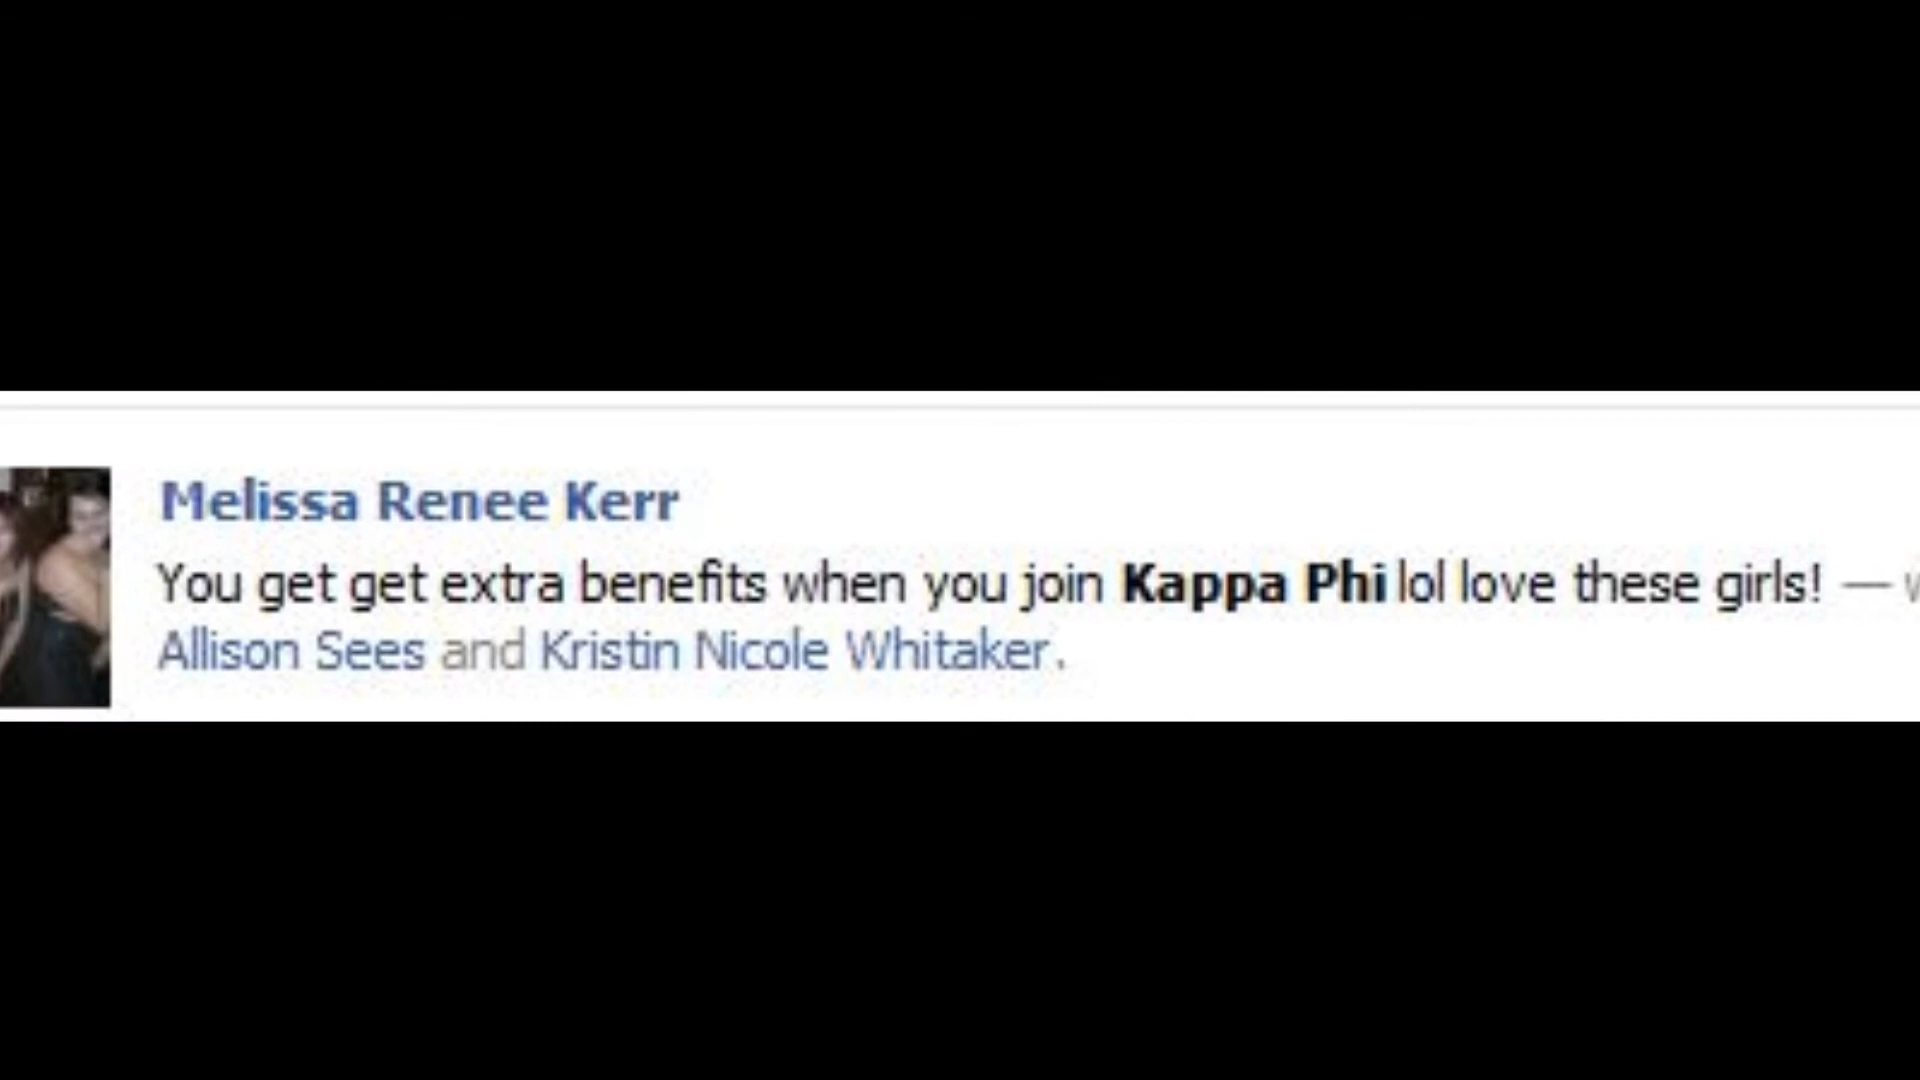 Melissa Renee Kerr
You get get extra benefits when you join Kappa Phi lol love these girls! —
Allison Sees and Kristin Nicole Whitaker.